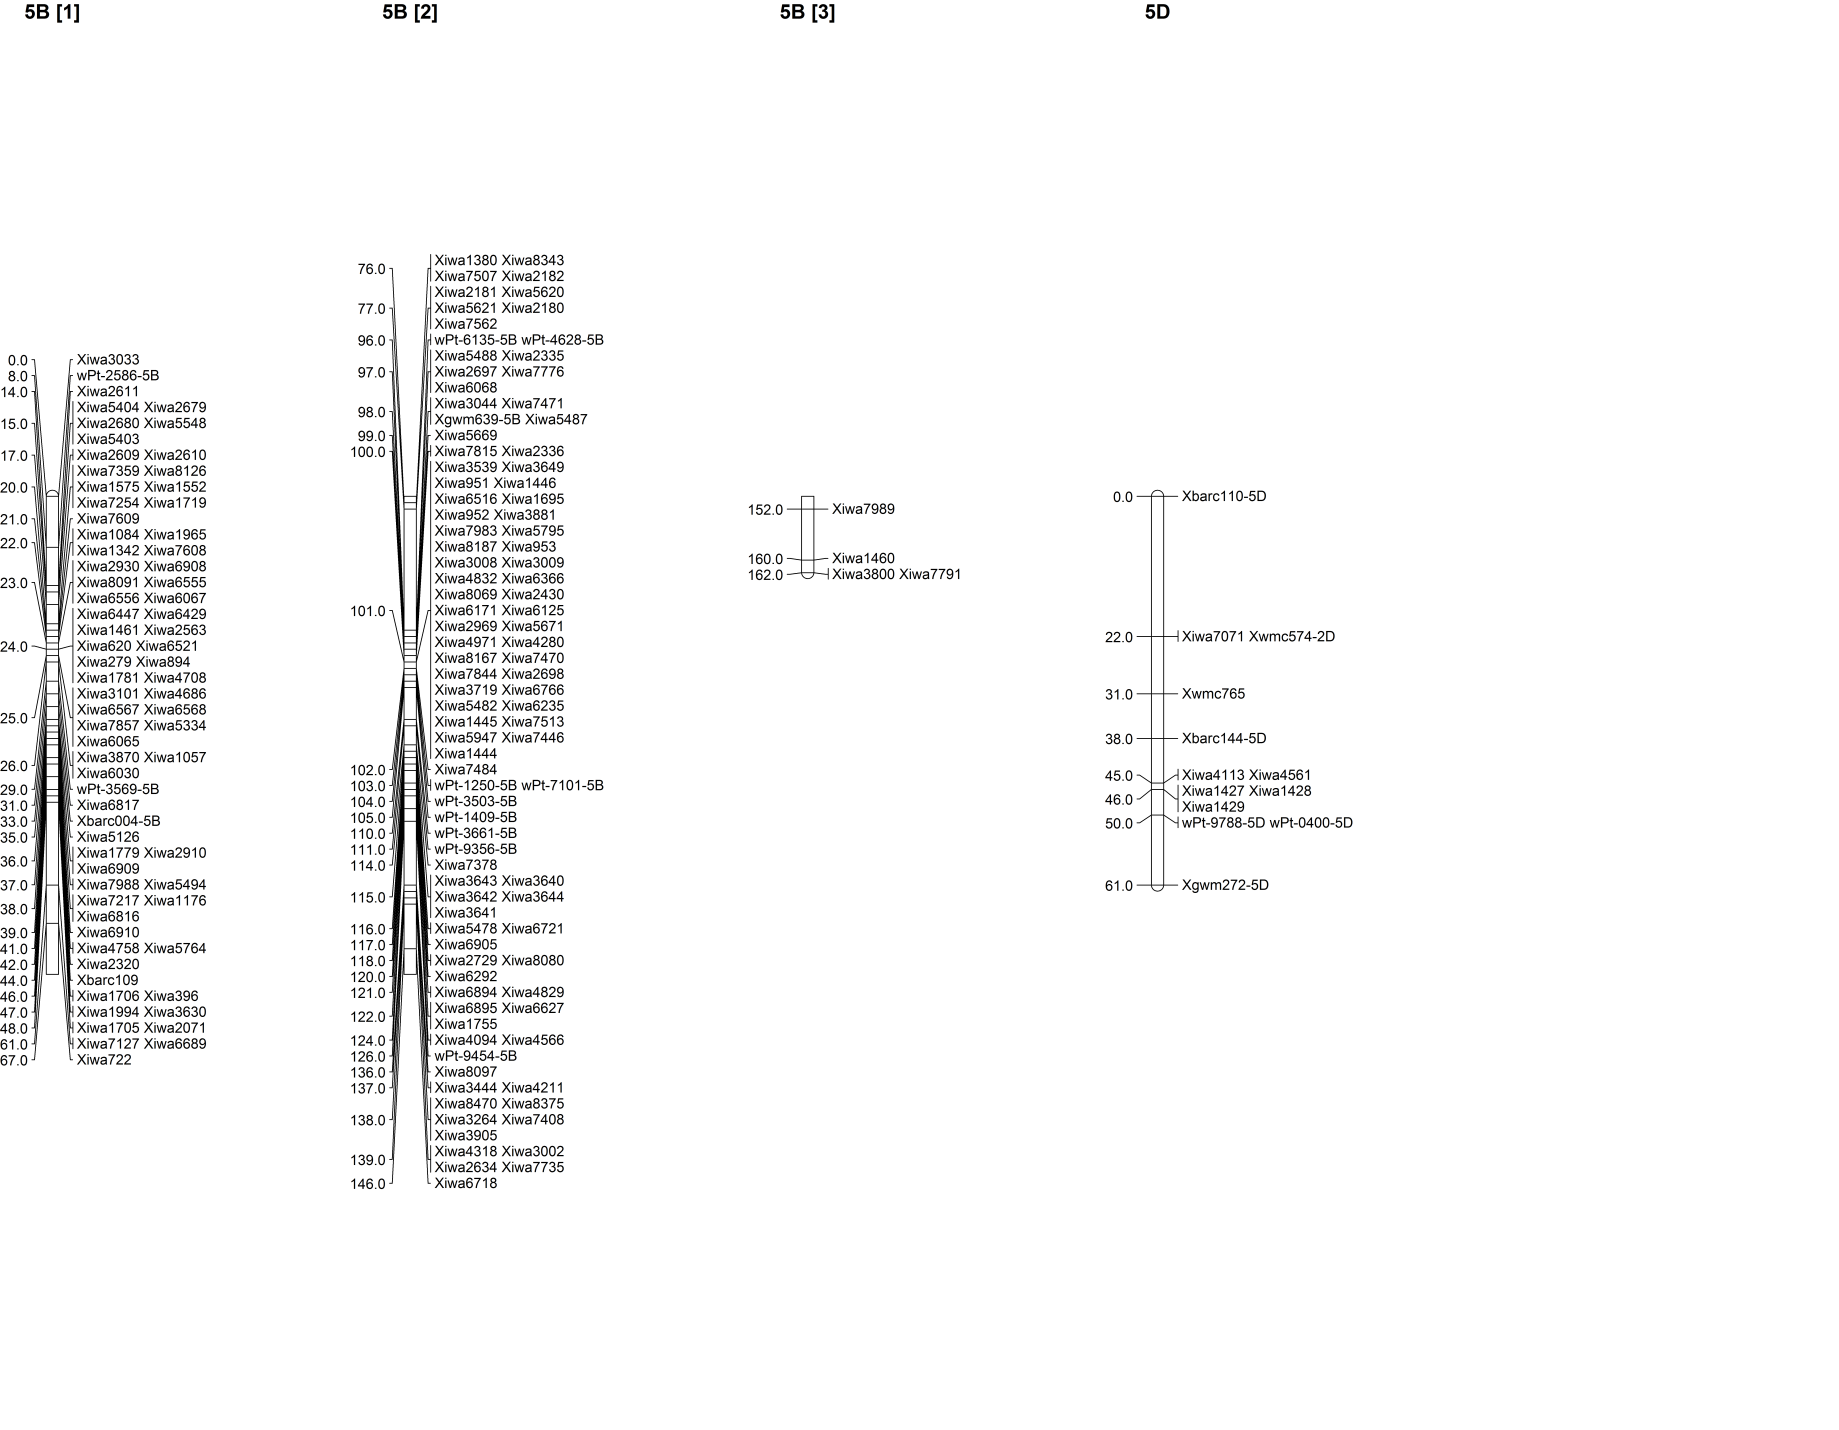 5B [1]
0.0 Xiwa3033
8.0 wPt-2586-5B
14.0 Xiwa2611
Xiwa5404 Xiwa2679
15.0 Xiwa2680 Xiwa5548
Xiwa5403
17.0 Xiwa2609 Xiwa2610
Xiwa7359 Xiwa8126
20.0 Xiwa1575 Xiwa1552
Xiwa7254 Xiwa1719
21.0 Xiwa7609
Xiwa1084 Xiwa1965
22.0
Xiwa1342 Xiwa7608
Xiwa2930 Xiwa6908
23.0 Xiwa8091 Xiwa6555
Xiwa6556 Xiwa6067
Xiwa6447 Xiwa6429
Xiwa1461 Xiwa2563
24.0 Xiwa620 Xiwa6521
Xiwa279 Xiwa894
Xiwa1781 Xiwa4708
Xiwa3101 Xiwa4686
Xiwa6567 Xiwa6568
25.0
Xiwa7857 Xiwa5334
Xiwa6065
Xiwa3870 Xiwa1057
26.0
Xiwa6030
29.0 wPt-3569-5B
31.0 Xiwa6817
33.0 Xbarc004-5B
35.0 Xiwa5126
Xiwa1779 Xiwa2910
36.0
Xiwa6909
37.0 Xiwa7988 Xiwa5494
Xiwa7217 Xiwa1176
38.0
Xiwa6816
39.0 Xiwa6910
41.0 Xiwa4758 Xiwa5764
42.0 Xiwa2320
44.0 Xbarc109
46.0 Xiwa1706 Xiwa396
47.0 Xiwa1994 Xiwa3630
48.0 Xiwa1705 Xiwa2071
61.0 Xiwa7127 Xiwa6689
67.0 Xiwa722
5B [2]
Xiwa1380 Xiwa8343
76.0
Xiwa7507 Xiwa2182
Xiwa2181 Xiwa5620
77.0 Xiwa5621 Xiwa2180
Xiwa7562
96.0 wPt-6135-5B wPt-4628-5B
Xiwa5488 Xiwa2335
97.0 Xiwa2697 Xiwa7776
Xiwa6068
Xiwa3044 Xiwa7471
98.0
Xgwm639-5B Xiwa5487
99.0 Xiwa5669
100.0 Xiwa7815 Xiwa2336
Xiwa3539 Xiwa3649
Xiwa951 Xiwa1446
Xiwa6516 Xiwa1695
Xiwa952 Xiwa3881
Xiwa7983 Xiwa5795
Xiwa8187 Xiwa953
Xiwa3008 Xiwa3009
Xiwa4832 Xiwa6366
Xiwa8069 Xiwa2430
101.0 Xiwa6171 Xiwa6125
Xiwa2969 Xiwa5671
Xiwa4971 Xiwa4280
Xiwa8167 Xiwa7470
Xiwa7844 Xiwa2698
Xiwa3719 Xiwa6766
Xiwa5482 Xiwa6235
Xiwa1445 Xiwa7513
Xiwa5947 Xiwa7446
Xiwa1444
102.0 Xiwa7484
103.0 wPt-1250-5B wPt-7101-5B
104.0 wPt-3503-5B
105.0 wPt-1409-5B
110.0 wPt-3661-5B
111.0 wPt-9356-5B
114.0 Xiwa7378
Xiwa3643 Xiwa3640
115.0 Xiwa3642 Xiwa3644
Xiwa3641
116.0 Xiwa5478 Xiwa6721
117.0 Xiwa6905
118.0 Xiwa2729 Xiwa8080
120.0 Xiwa6292
121.0 Xiwa6894 Xiwa4829
Xiwa6895 Xiwa6627
122.0
Xiwa1755
124.0 Xiwa4094 Xiwa4566
126.0 wPt-9454-5B
136.0 Xiwa8097
137.0 Xiwa3444 Xiwa4211
Xiwa8470 Xiwa8375
138.0 Xiwa3264 Xiwa7408
Xiwa3905
Xiwa4318 Xiwa3002
139.0
Xiwa2634 Xiwa7735
146.0 Xiwa6718
5B [3]
152.0 Xiwa7989
160.0 Xiwa1460
162.0 Xiwa3800 Xiwa7791
5D
0.0 Xbarc110-5D
22.0 Xiwa7071 Xwmc574-2D
31.0 Xwmc765
38.0 Xbarc144-5D
45.0 Xiwa4113 Xiwa4561
Xiwa1427 Xiwa1428
46.0
Xiwa1429
50.0 wPt-9788-5D wPt-0400-5D
61.0 Xgwm272-5D